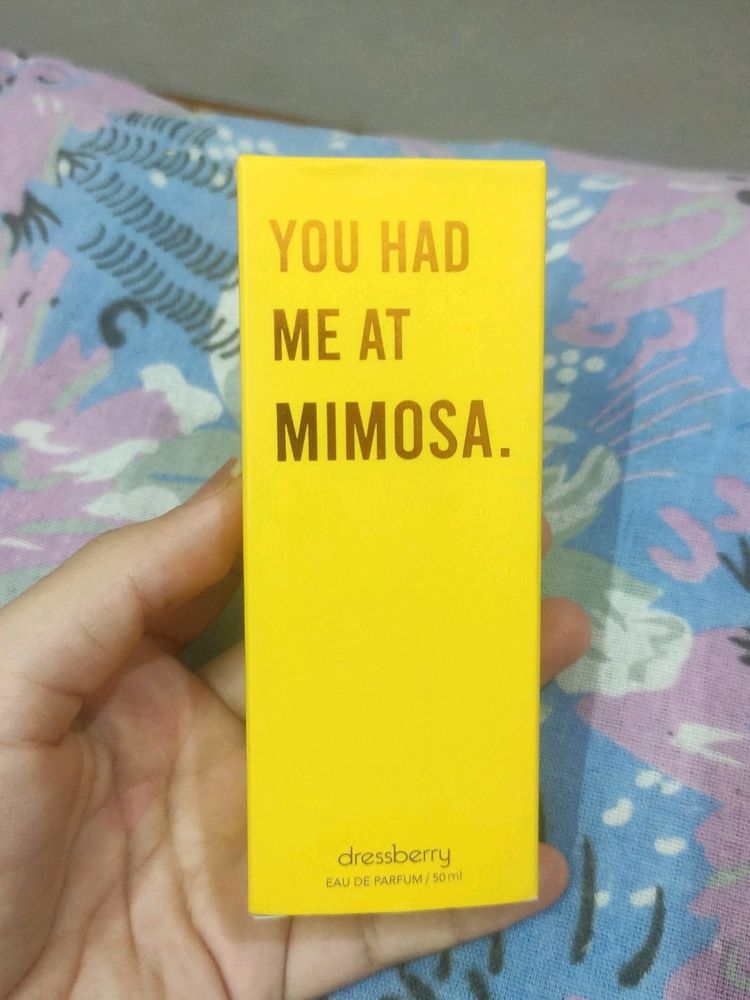 YOU HAD
ME AT
MIMOSA.
dressberry
EAU DE PARFUM / 50 ml